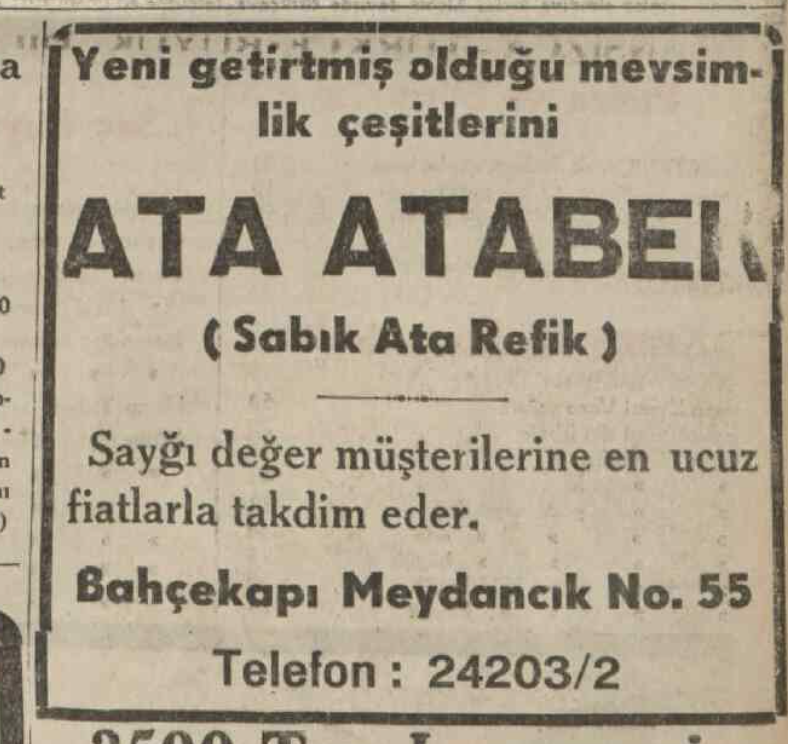 Yeni getirtmiş olduğu mevsim-
lik çeşitlerini
ATA ATABEK
( Sabık Ata Refik )
Sayğı değer müşterilerine en ucuz
fiatlarla takdim eder.
Bahçekapı Meydancık No. 55
Telefon : 24203/2